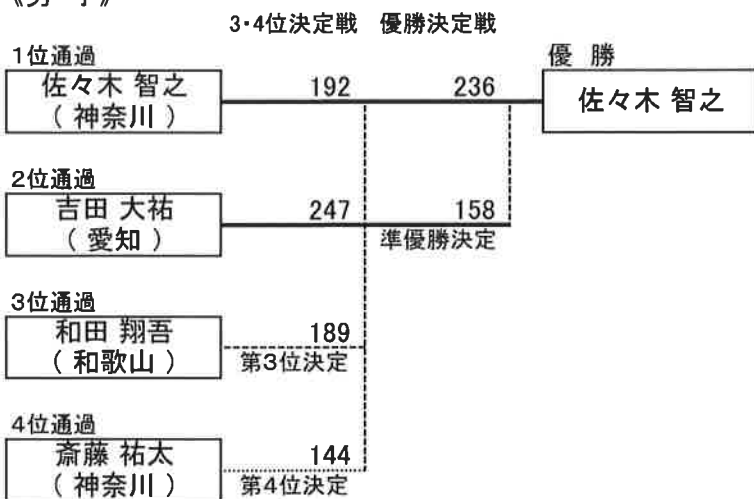 《男 子》
3・4位決定戦 優勝決定戦
1位通過
優 勝
佐々木 智之
( 神奈川 )
192
236
佐々木 智之
2位通過
吉田 大祐
( 愛知 )
247
158
準優勝決定
3位通過
和田 翔吾
( 和歌山 )
189
第3位決定
4位通過
斎藤 祐太
( 神奈川 )
144
第4位決定